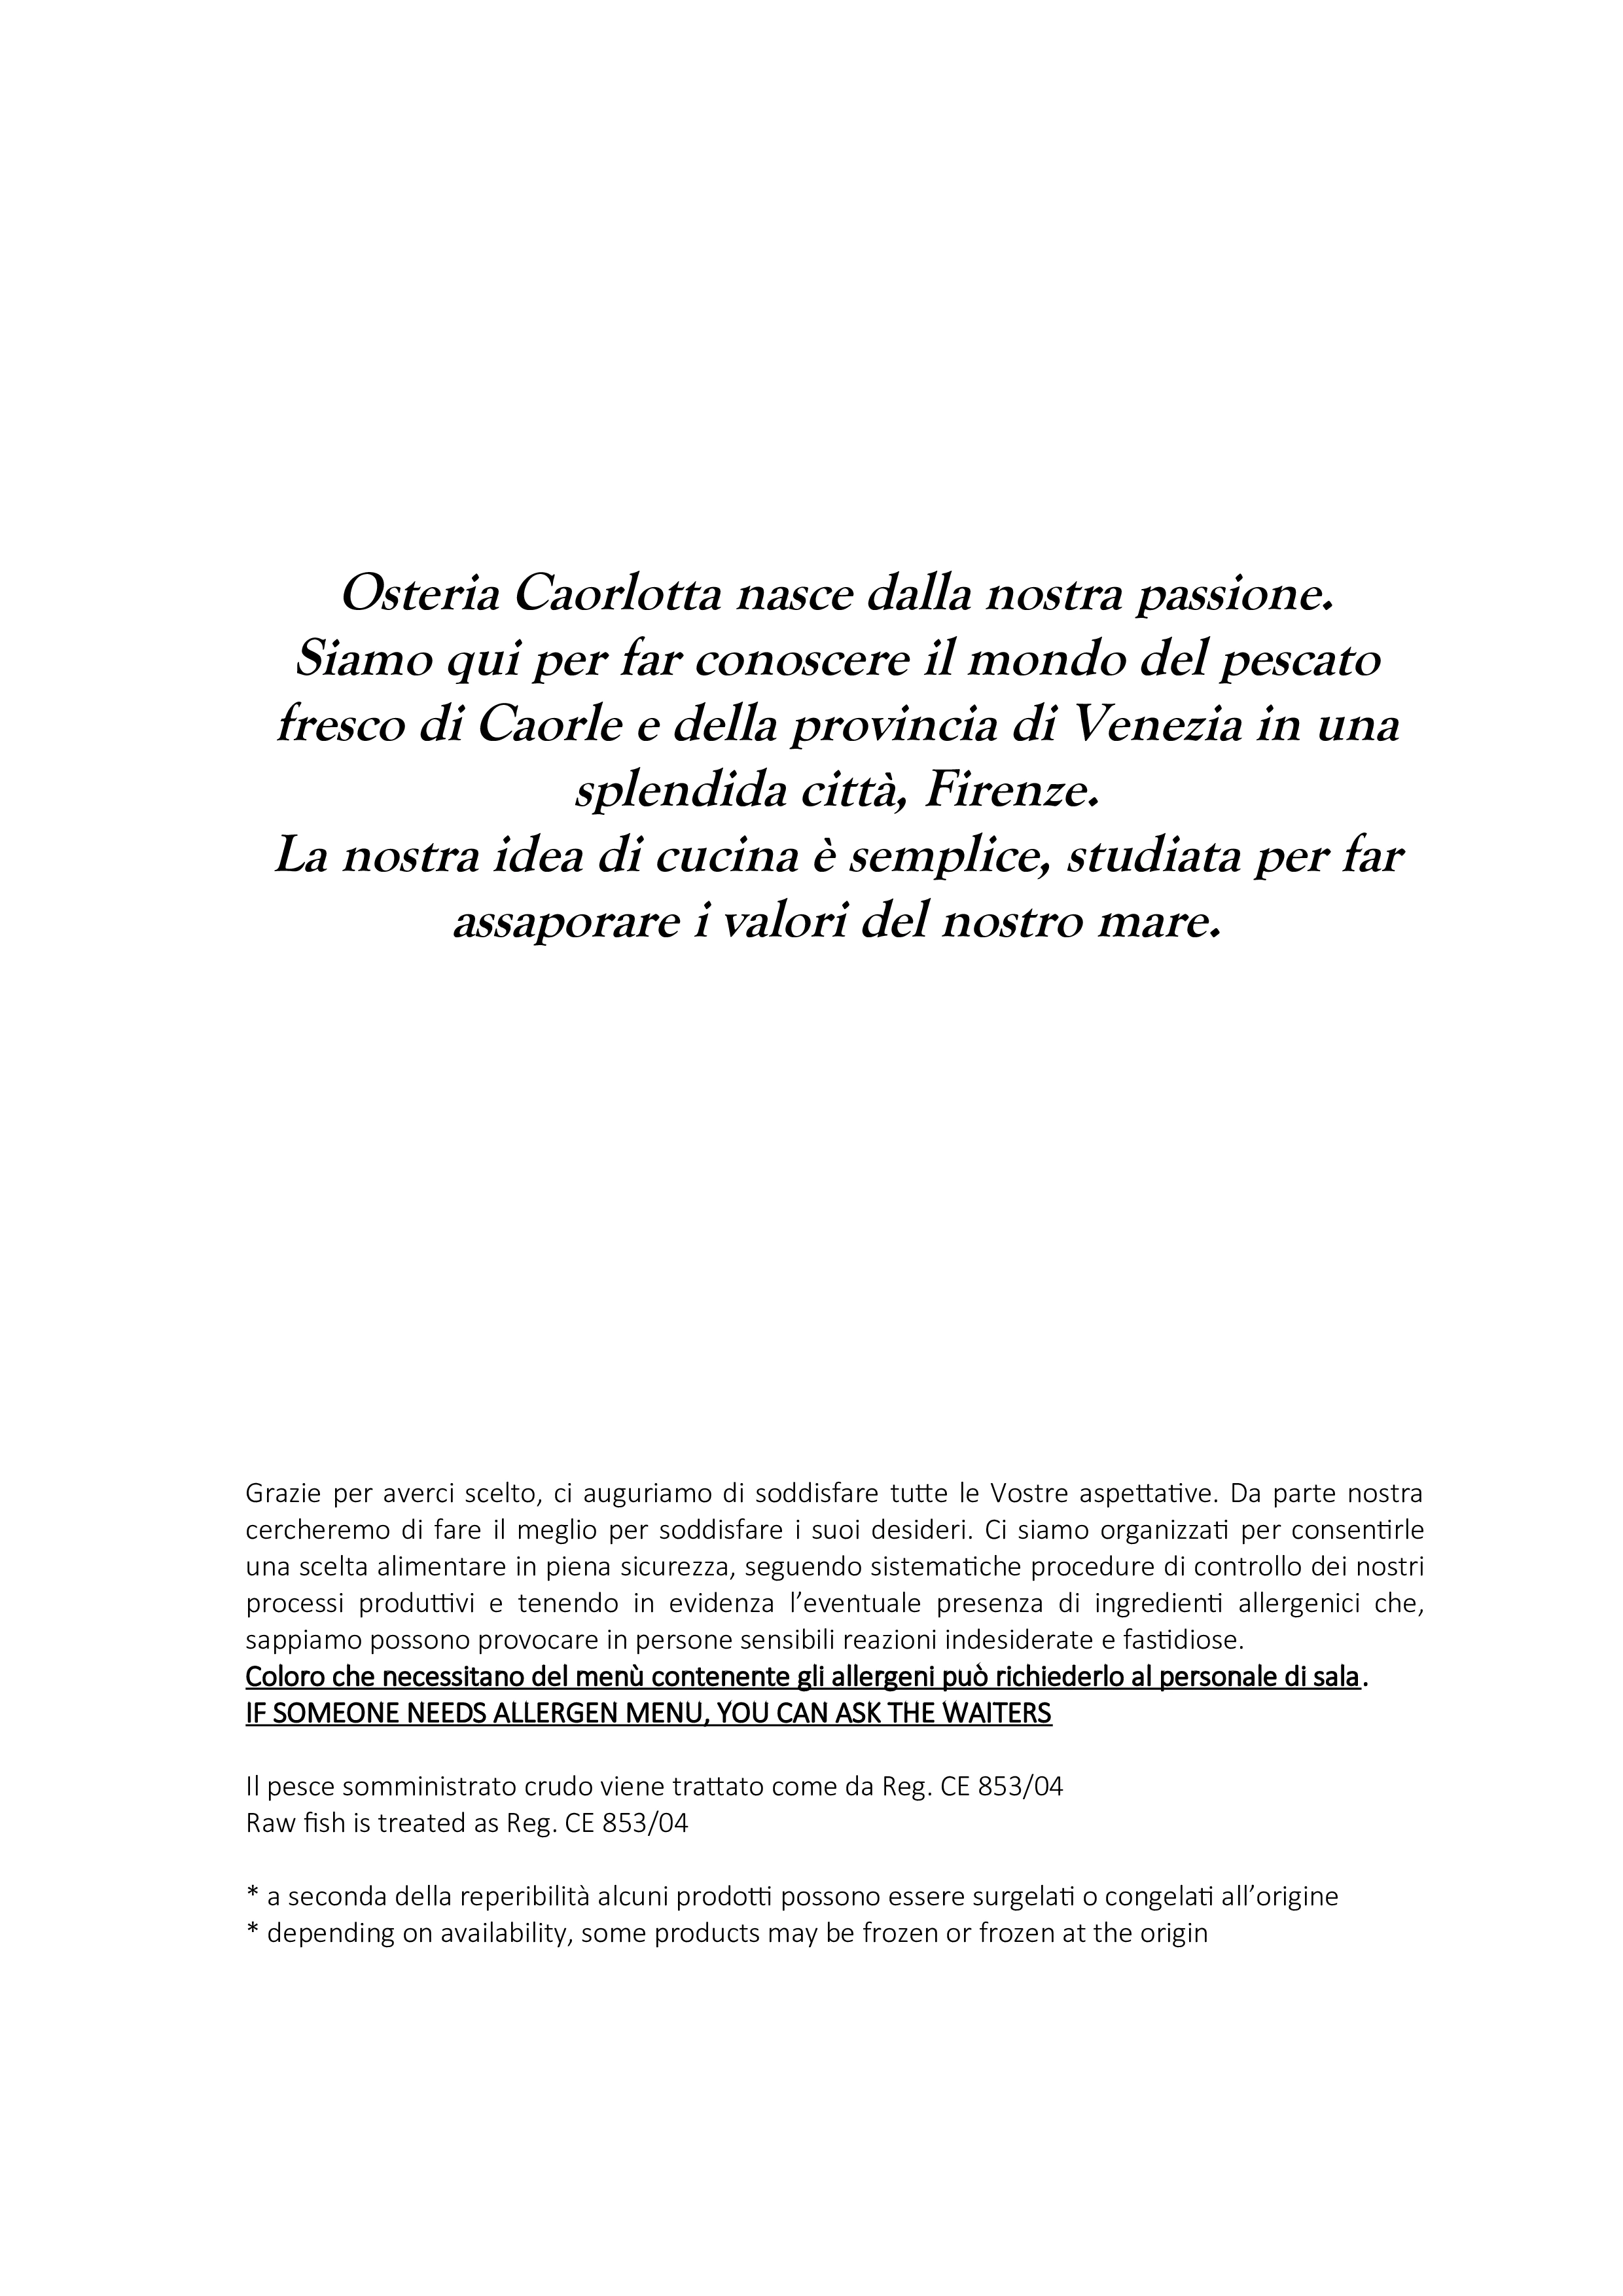 Osteria Caorlotta nasce dalla nostra passione.
Siamo qui per far conoscere il mondo del pescato
fresco di Caorle e della provincia di Venezia in una
splendida città, Firenze.
La nostra idea di cucina è semplice, studiata per far
assaporare i valori del nostro mare.
Grazie per averci scelto, ci auguriamo di soddisfare tutte le Vostre aspettative. Da parte nostra
cercheremo di fare il meglio per soddisfare i suoi desideri. Ci siamo organizzati per consentirle
una scelta alimentare in piena sicurezza, seguendo sistematiche procedure di controllo dei nostri
processi produttivi e tenendo in evidenza l’eventuale presenza di ingredienti allergenici che,
sappiamo possono provocare in persone sensibili reazioni indesiderate e fastidiose.
Coloro che necessitano del menù contenente gli allergeni può richiederlo al personale di sala.
IF SOMEONE NEEDS ALLERGEN MENU, YOU CAN ASK THE WAITERS
Il pesce somministrato crudo viene trattato come da Reg. CE 853/04
Raw fish is treated as Reg. CE 853/04
* a seconda della reperibilità alcuni prodotti possono essere surgelati o congelati all’origine
* depending on availability, some products may be frozen or frozen at the origin